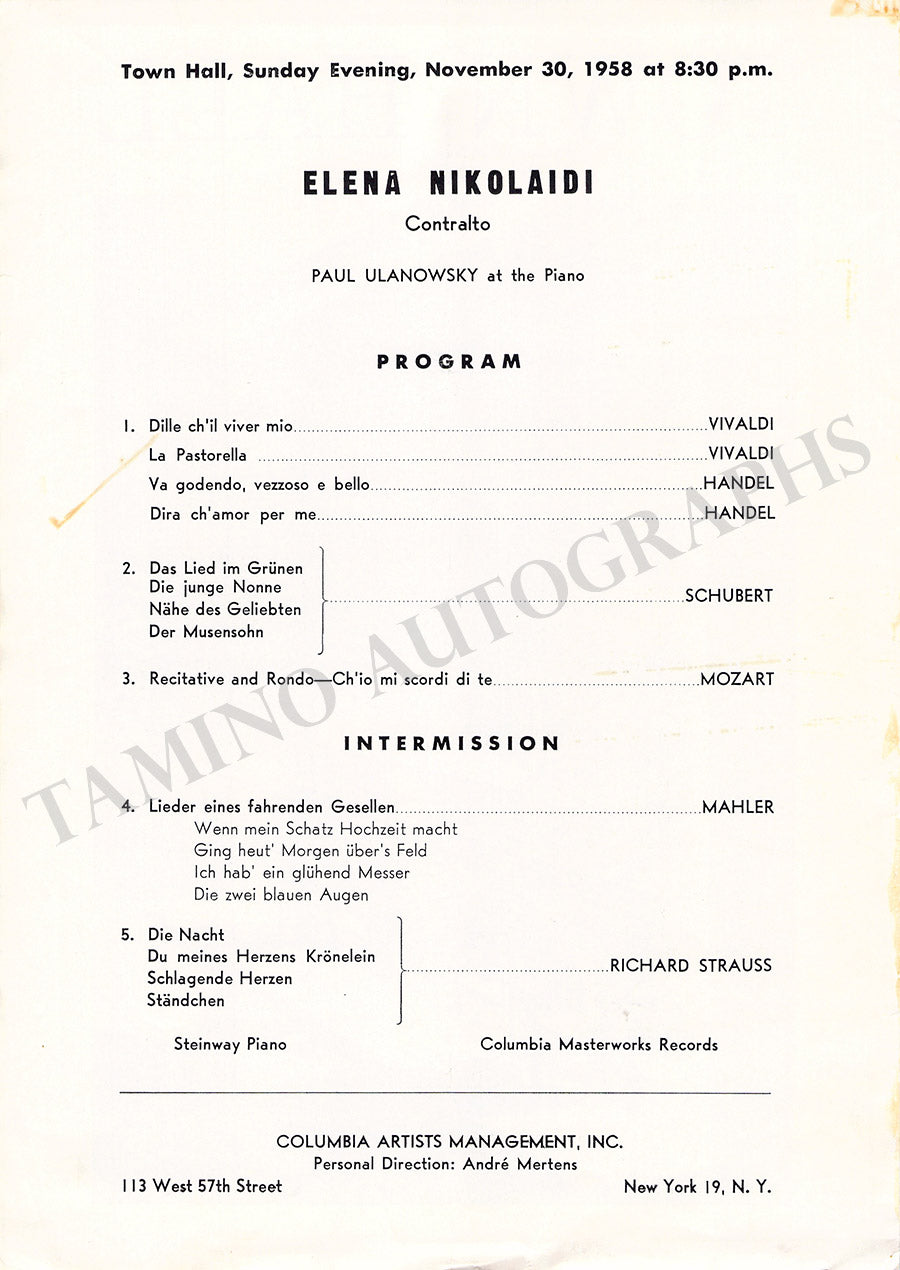 Town Hall, Sunday Evening, November 30, 1958 at 8:30 p.m.
ELENA NIKOLAIDI
Contralto
PAUL ULANOWSKY at the Piano
PROGRAM
1. Dille ch'il viver mio........VIVALDI
La Pastorella ........VIVALDI
Va godendo, vezzoso e bello........HANDEL
Dira ch'amor per me........HANDEL
2. Das Lied im Grünen
Die junge Nonne
Nähe des Geliebten
Der Musensohn
........SCHUBERT
3. Recitative and Rondo—Ch'io mi scordi di te........MOZART
INTERMISSION
4. Lieder eines fahrenden Gesellen........MAHLER
Wenn mein Schatz Hochzeit macht
Ging heut' Morgen über's Feld
Ich hab' ein glühend Messer
Die zwei blauen Augen
5. Die Nacht
Du meines Herzens Krönelein
Schlagende Herzen
Ständchen
........RICHARD STRAUSS
Steinway Piano Columbia Masterworks Records
COLUMBIA ARTISTS MANAGEMENT, INC.
Personal Direction: André Mertens
113 West 57th Street New York 19, N. Y.
TAMINO AUTOGRAPHS